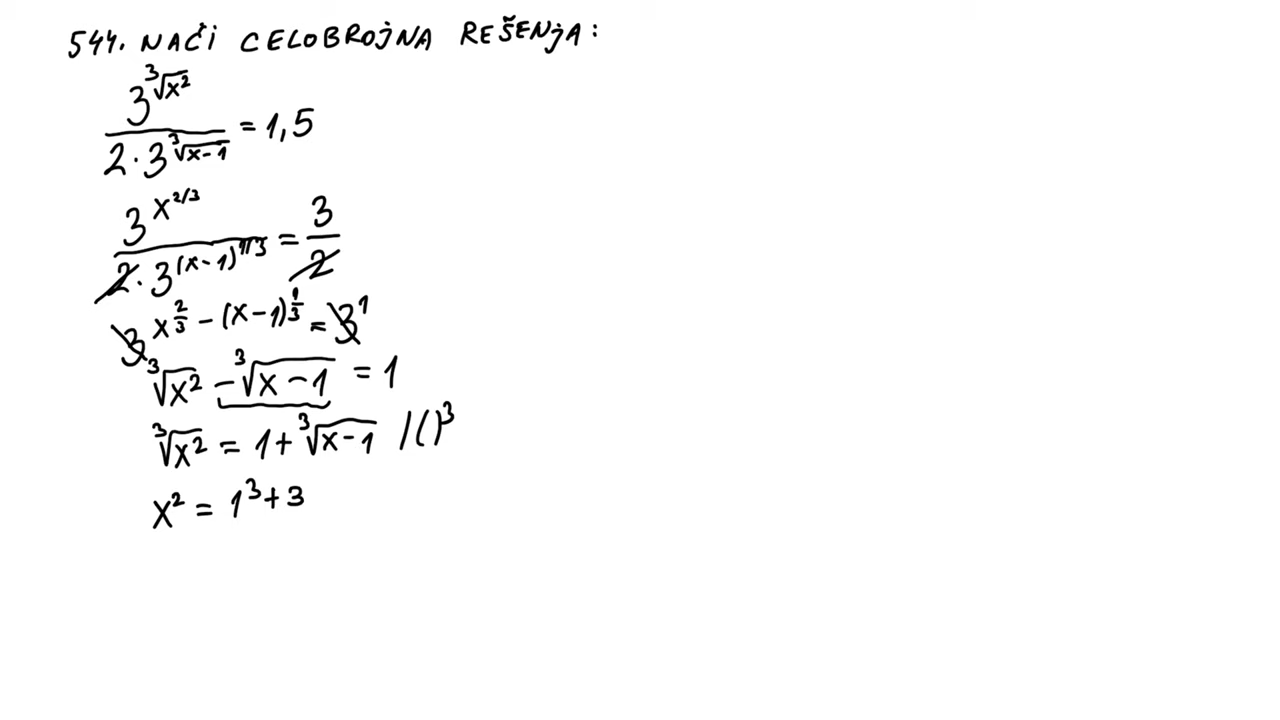 544. NAČI CELOBROJNA REŠENJA:
3^∛(x²) / (2·3^∛(x-1)) = 1,5
3^(x^(2/3)) / (2·3^((x-1)^(1/3))) = 3/2
3^(x^(2/3) - (x-1)^(1/3)) = 3^1
∛(x²) - ∛(x-1) = 1
∛(x²) = 1 + ∛(x-1) /()³
x² = 1³ + 3